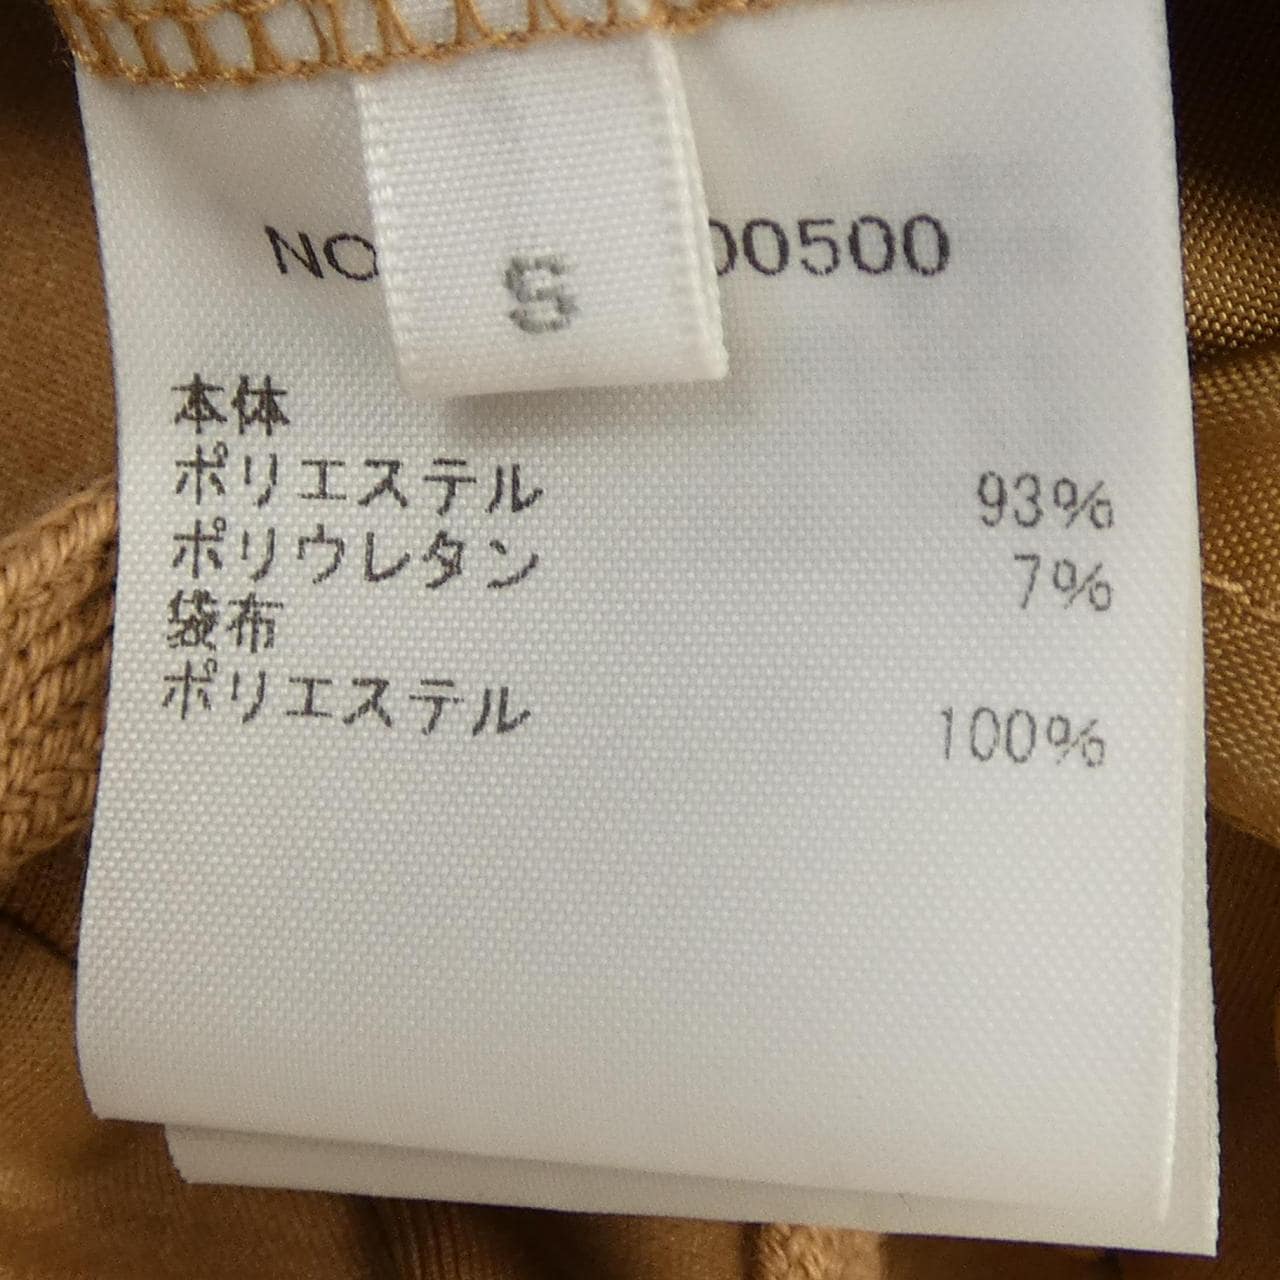 NO 00500
S
本体
ポリエステル 93%
ポリウレタン 7%
袋布
ポリエステル 100%